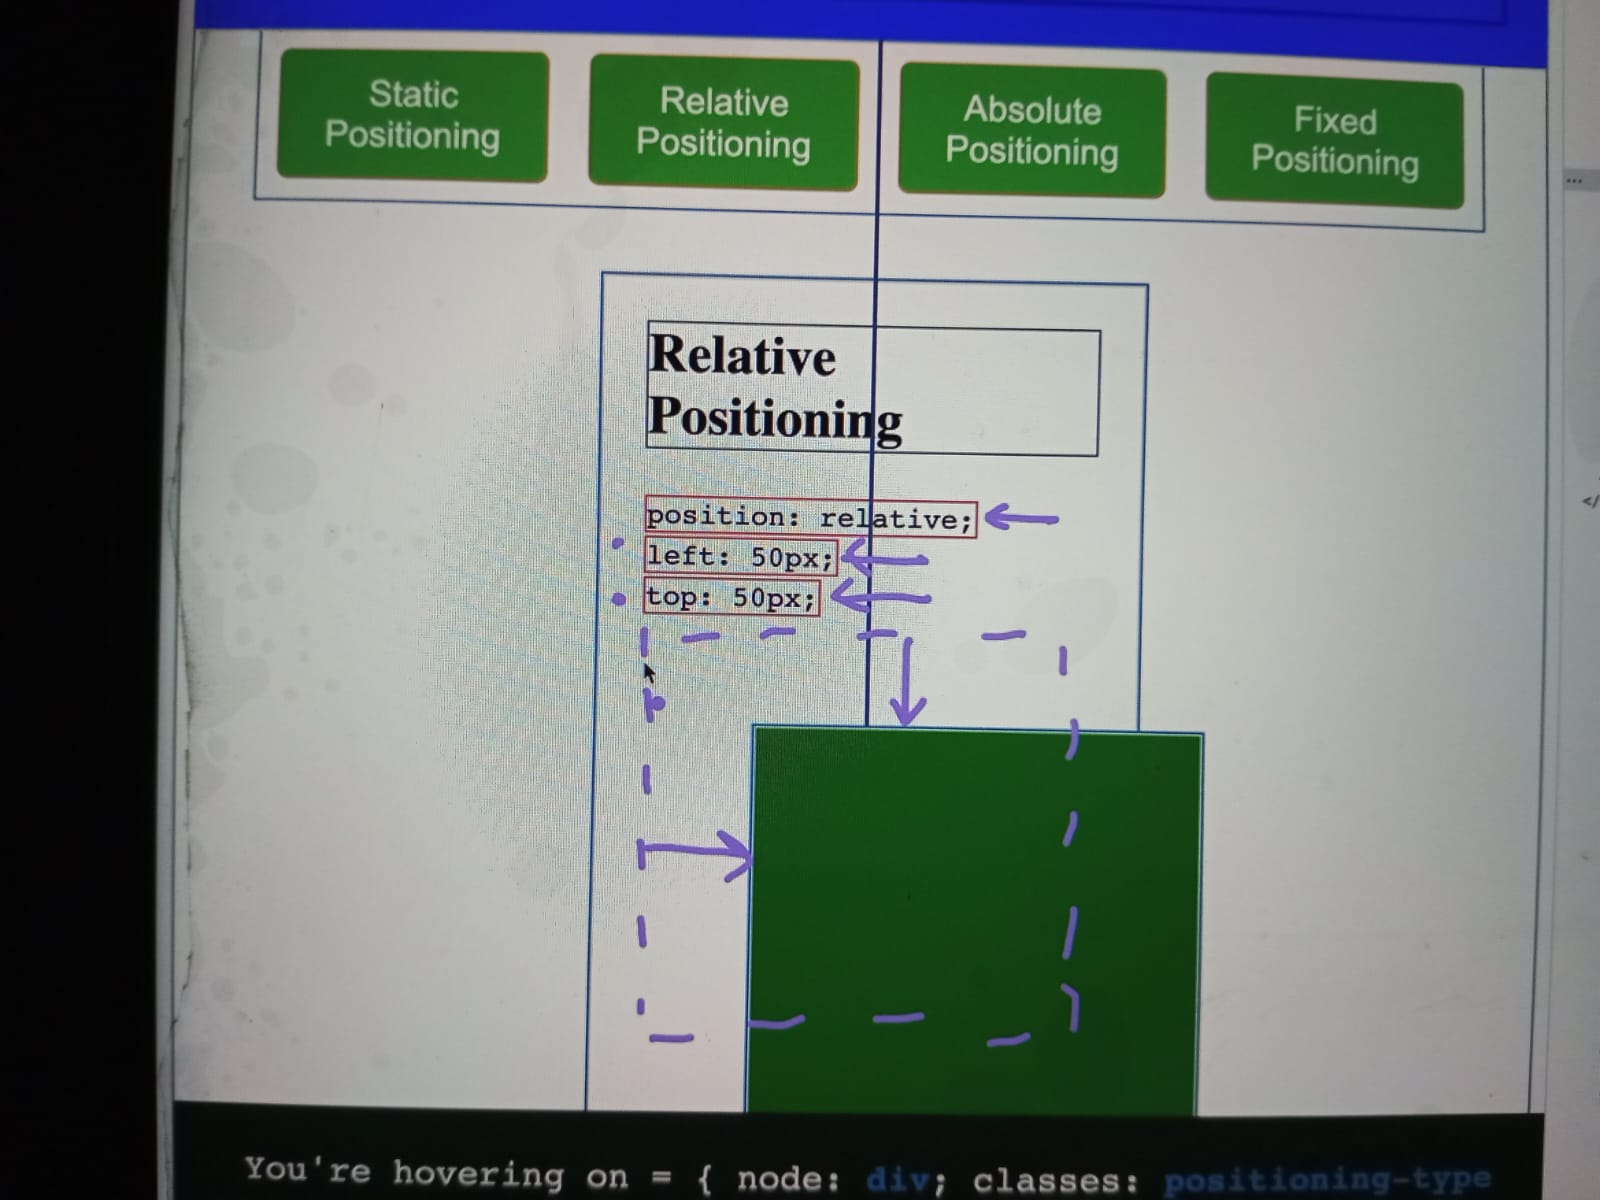 Static
Positioning
Relative
Positioning
Absolute
Positioning
Fixed
Positioning
Relative
Positioning
position: relative;
left: 50px;
top: 50px;
...
</
You're hovering on = { node: div; classes: positioning-type